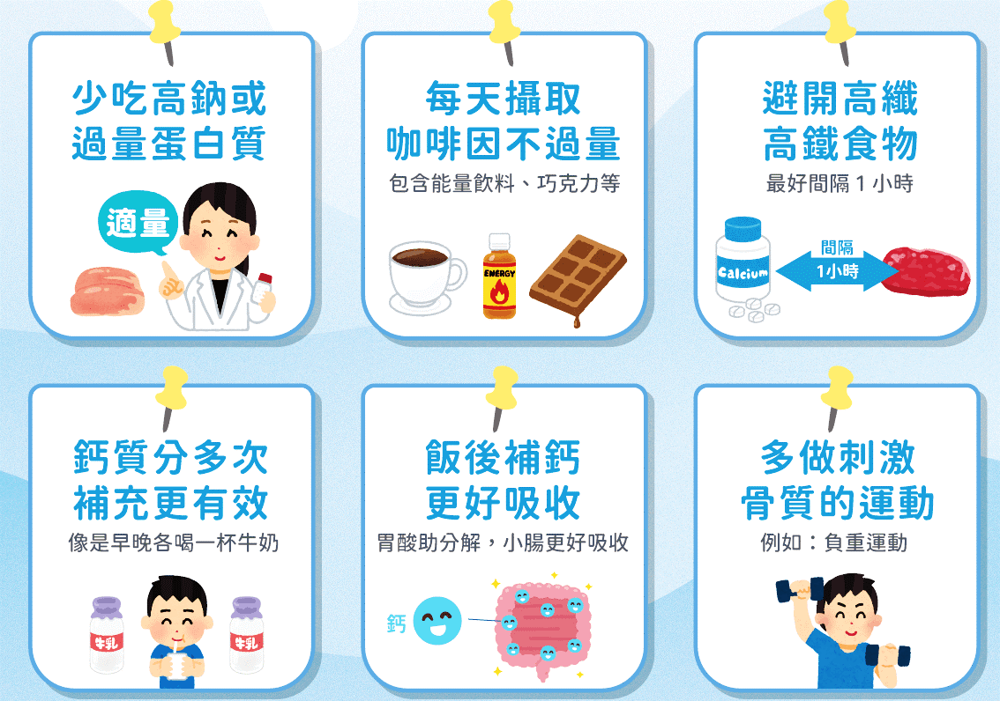 少吃高鈉或
過量蛋白質
適量
每天攝取
咖啡因不過量
包含能量飲料、巧克力等
ENERGY
避開高纖
高鐵食物
最好間隔1小時
Calcium
間隔
1小時
鈣質分多次
補充更有效
像是早晚各喝一杯牛奶
牛乳
牛乳
飯後補鈣
更好吸收
胃酸助分解，小腸更好吸收
鈣
多做刺激
骨質的運動
例如：負重運動